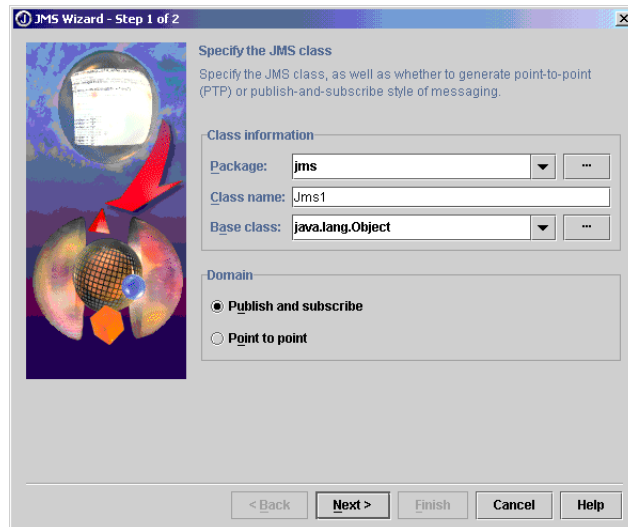 JMS Wizard - Step 1 of 2
Specify the JMS class
Specify the JMS class, as well as whether to generate point-to-point
(PTP) or publish-and-subscribe style of messaging.
Class information
Package: jms ...
Class name: Jms1
Base class: java.lang.Object ...
Domain
Publish and subscribe
Point to point
< Back Next > Finish Cancel Help